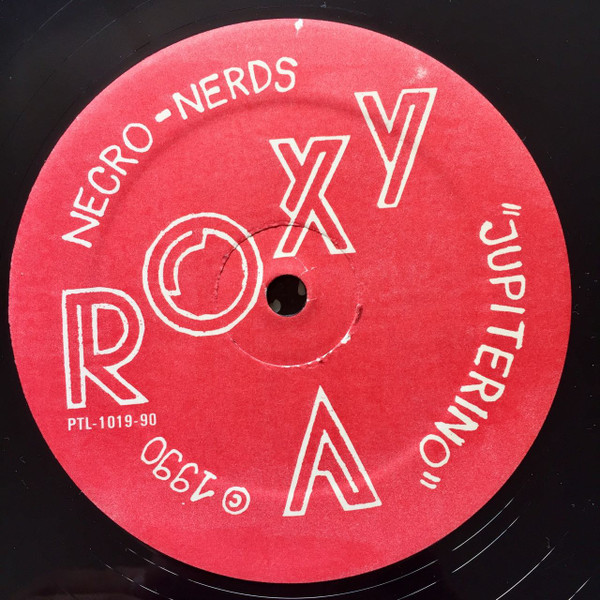 NECRO-NERDS
ROXY
"JUPITERINO"
PTL-1019-90
© 1990
A